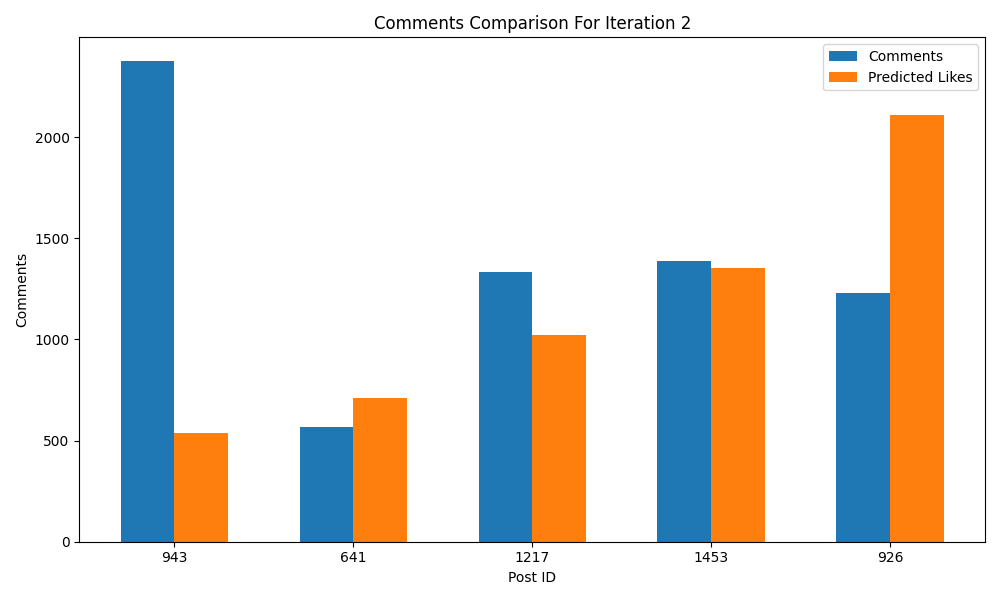 Comments Comparison For Iteration 2
Comments
Predicted Likes
2000
1500
1000
500
0
Comments
943 641 1217 1453 926
Post ID